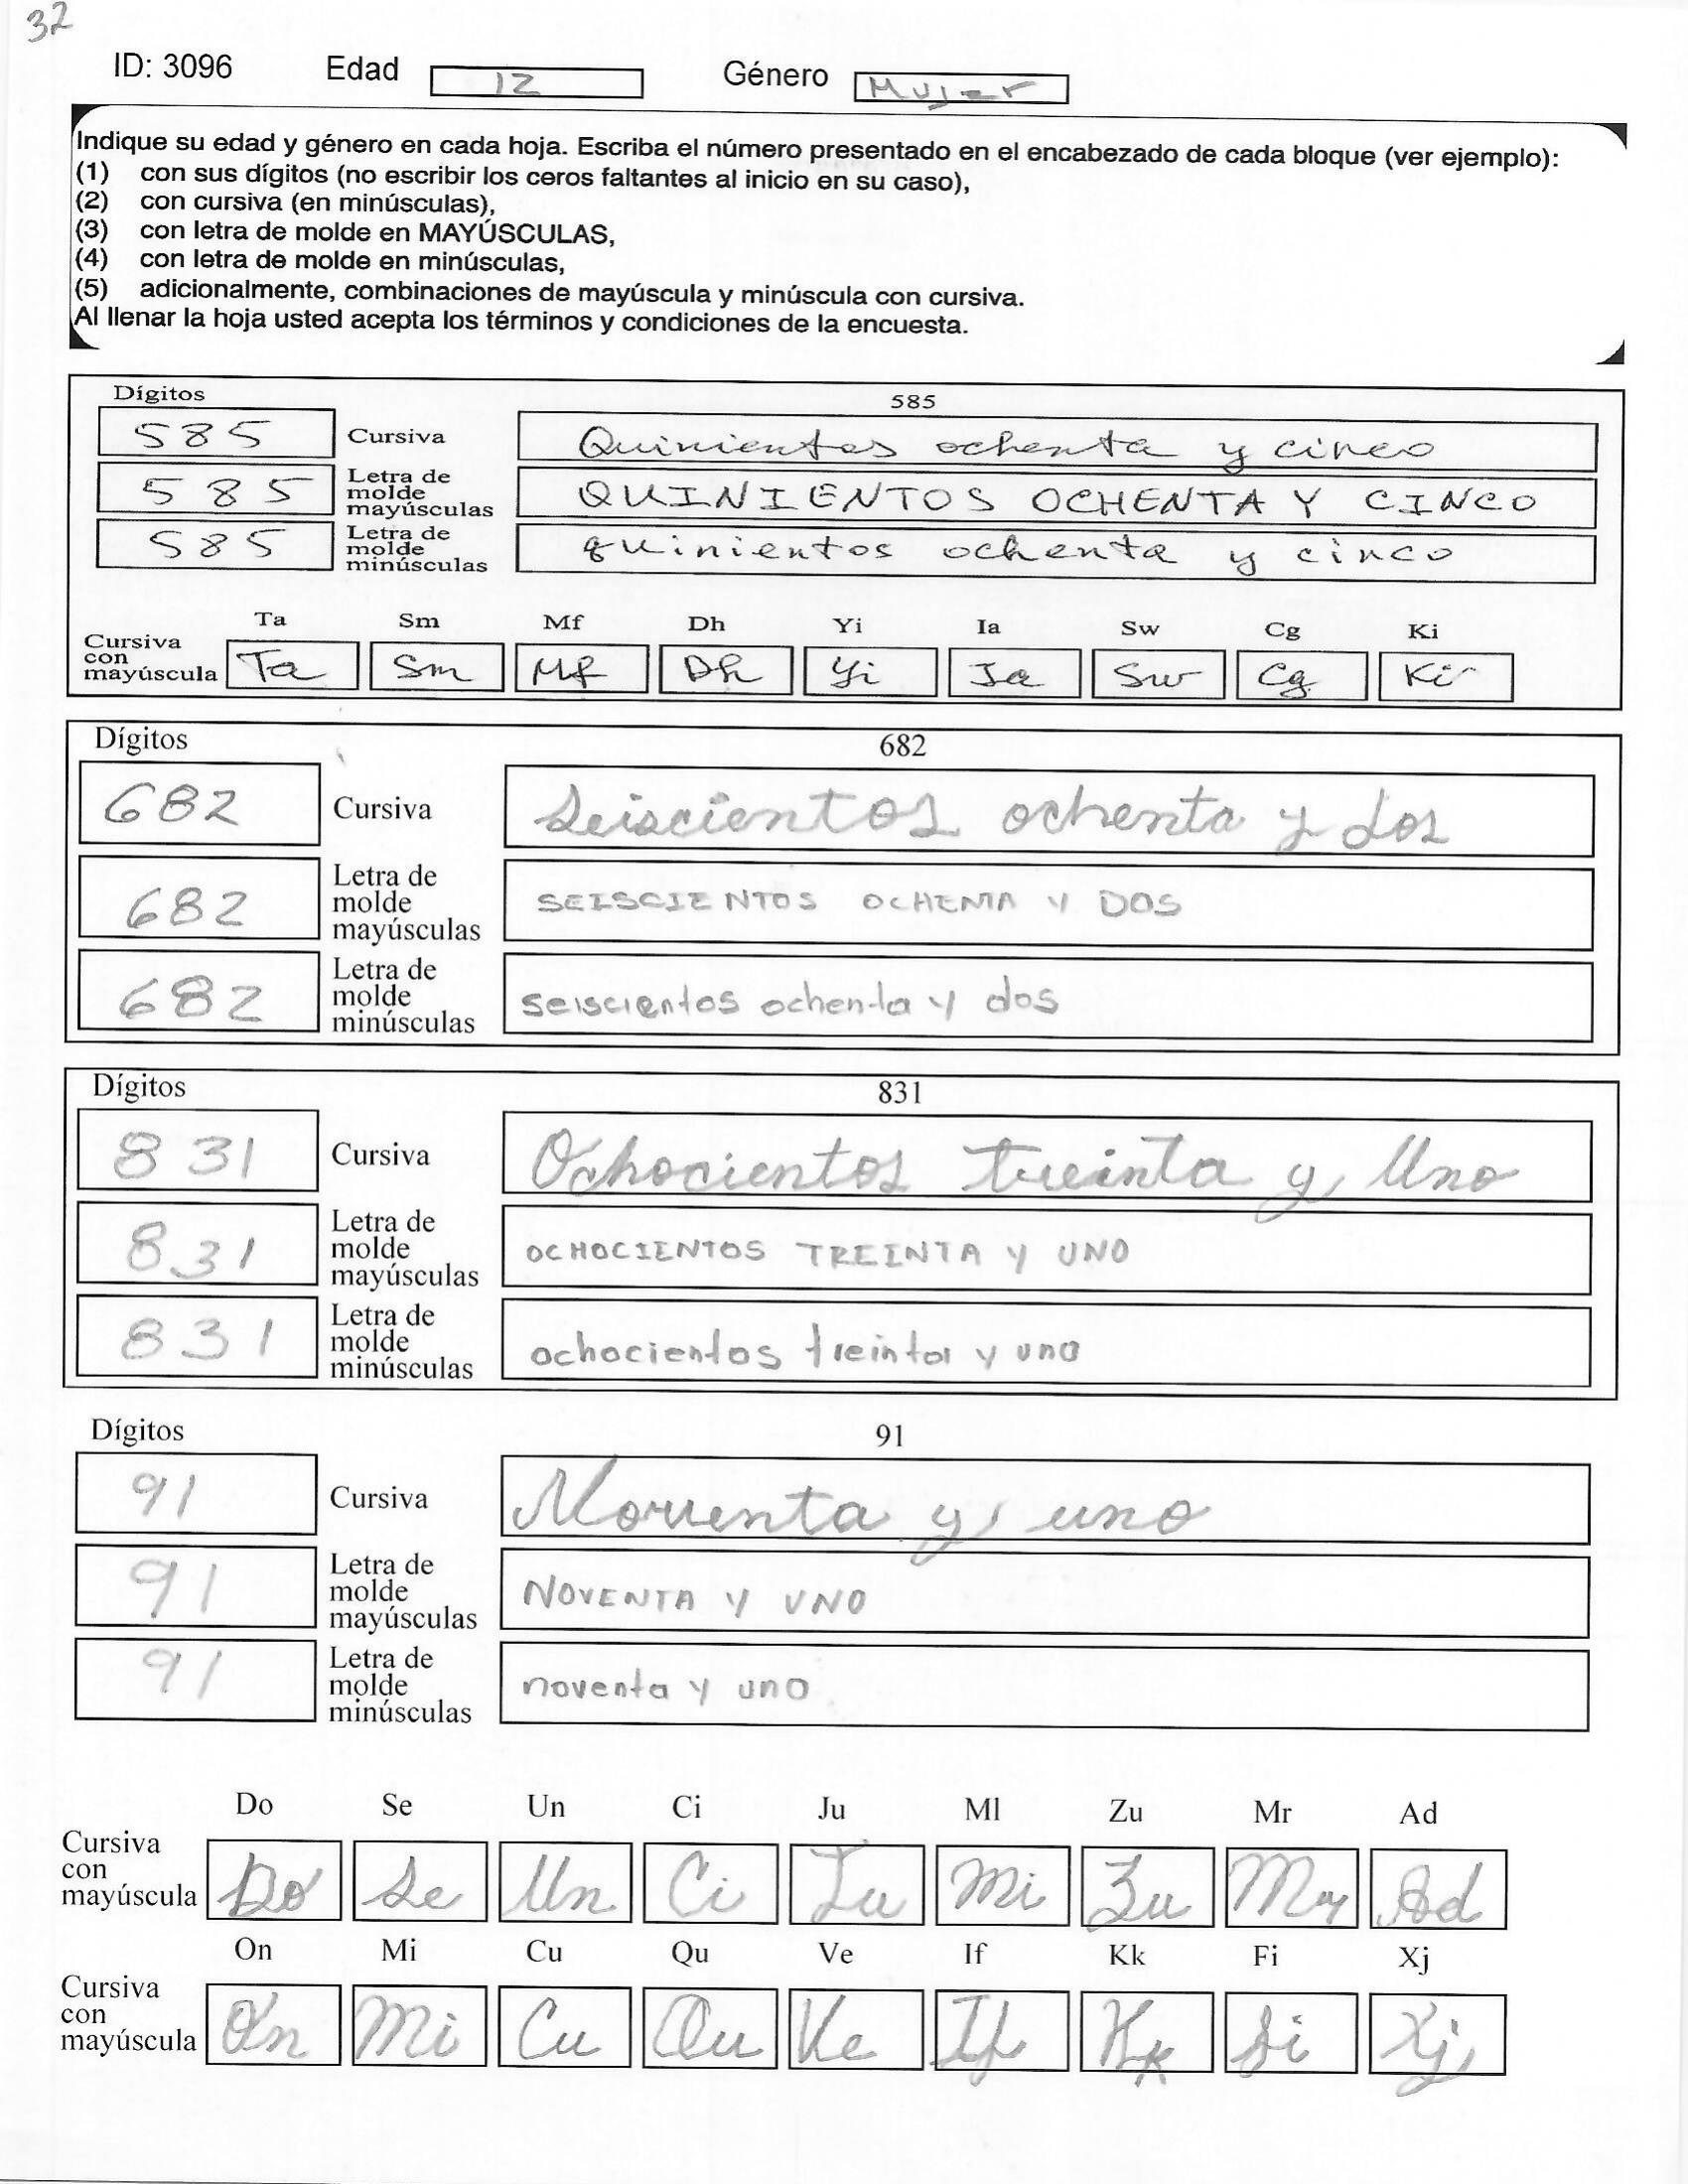 32
ID: 3096 Edad 12 Género Mujer
Indique su edad y género en cada hoja. Escriba el número presentado en el encabezado de cada bloque (ver ejemplo):
(1) con sus dígitos (no escribir los ceros faltantes al inicio en su caso),
(2) con cursiva (en minúsculas),
(3) con letra de molde en MAYÚSCULAS,
(4) con letra de molde en minúsculas,
(5) adicionalmente, combinaciones de mayúscula y minúscula con cursiva.
Al llenar la hoja usted acepta los términos y condiciones de la encuesta.
Dígitos 585
585 Cursiva Quinientos ochenta y cinco
585 Letra de molde mayúsculas QUINIENTOS OCHENTA Y CINCO
585 Letra de molde minúsculas quinientos ochenta y cinco
Ta Sm Mf Dh Yi Ia Sw Cg Ki
Cursiva con mayúscula Ta Sm Mf Dh Yi Ia Sw Cg Ki
Dígitos 682
682 Cursiva seiscientos ochenta y dos
682 Letra de molde mayúsculas SEISCIENTOS OCHENTA Y DOS
682 Letra de molde minúsculas seiscientos ochenta y dos
Dígitos 831
831 Cursiva Ochocientos treinta y Uno
831 Letra de molde mayúsculas OCHOCIENTOS TREINTA Y UNO
831 Letra de molde minúsculas ochocientos treinta y uno
Dígitos 91
91 Cursiva Noventa y uno
91 Letra de molde mayúsculas NOVENTA Y UNO
91 Letra de molde minúsculas noventa y uno
Do Se Un Ci Ju Ml Zu Mr Ad
Cursiva con mayúscula Do Se Un Ci Ju Mi Zu Mr Ad
On Mi Cu Qu Ve If Kk Fi Xj
Cursiva con mayúscula On Mi Cu Qu Ve If Kk fi Xj